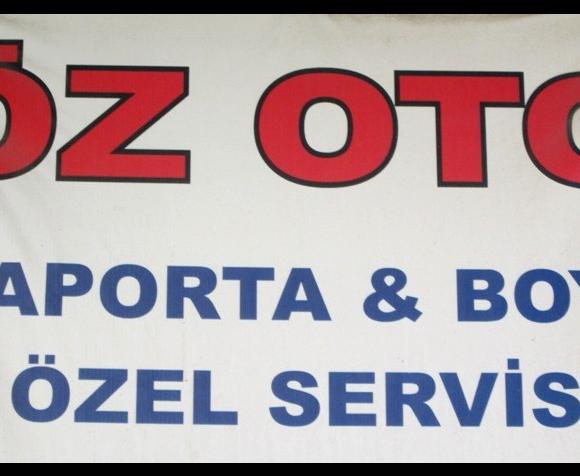 ÖZ OTO
APORTA & BOY
ÖZEL SERVİS